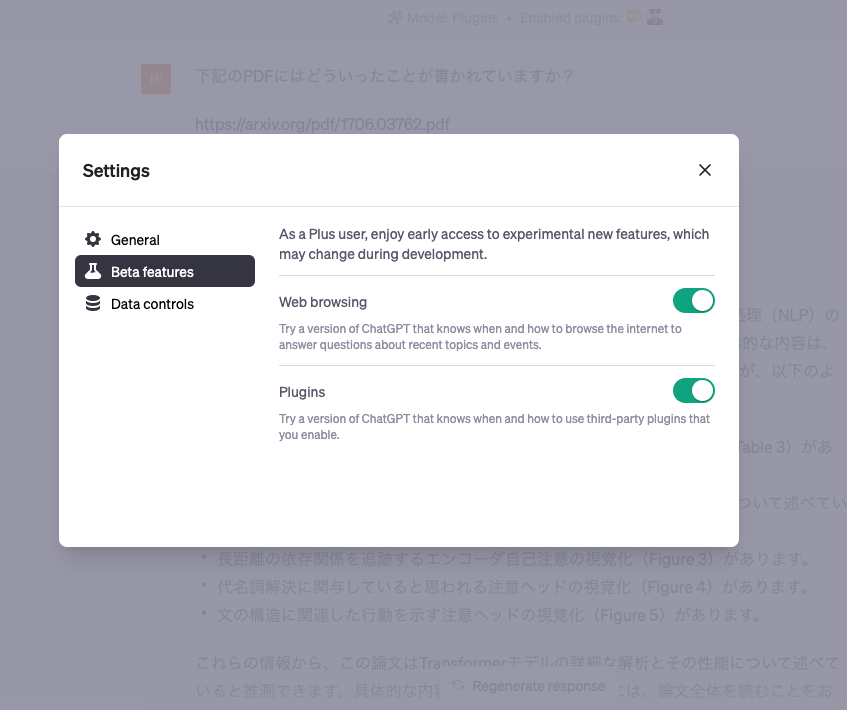 Model: Plugins • Enabled plugins:
HI
下記のPDFにはどういったことが書かれていますか？
https://arxiv.org/pdf/1706.03762.pdf
Settings
General
Beta features
Data controls
As a Plus user, enjoy early access to experimental new features, which
may change during development.
Web browsing
Try a version of ChatGPT that knows when and how to browse the internet to
answer questions about recent topics and events.
Plugins
Try a version of ChatGPT that knows when and how to use third-party plugins that
you enable.
処理（NLP）の
的な内容は、
が、以下のよ
Table 3）があ
ついて述べてい
• 長距離の依存関係を追跡するエンコーダ自己注意の視覚化（Figure 3）があります。
• 代名詞解決に関与していると思われる注意ヘッドの視覚化（Figure 4）があります。
• 文の構造に関連した行動を示す注意ヘッドの視覚化（Figure 5）があります。
これらの情報から、この論文はTransformerモデルの詳細な解析とその性能について述べて
いると推測できます。具体的な内容
Regenerate response
には、論文全体を読むことをお